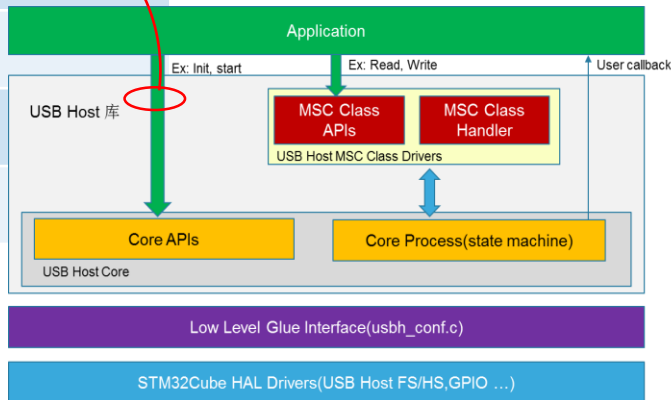 Application
Ex: Init, start
Ex: Read, Write
User callback
USB Host 库
MSC Class
APIs
MSC Class
Handler
USB Host MSC Class Drivers
Core APIs
Core Process(state machine)
USB Host Core
Low Level Glue Interface(usbh_conf.c)
STM32Cube HAL Drivers(USB Host FS/HS,GPIO ...)